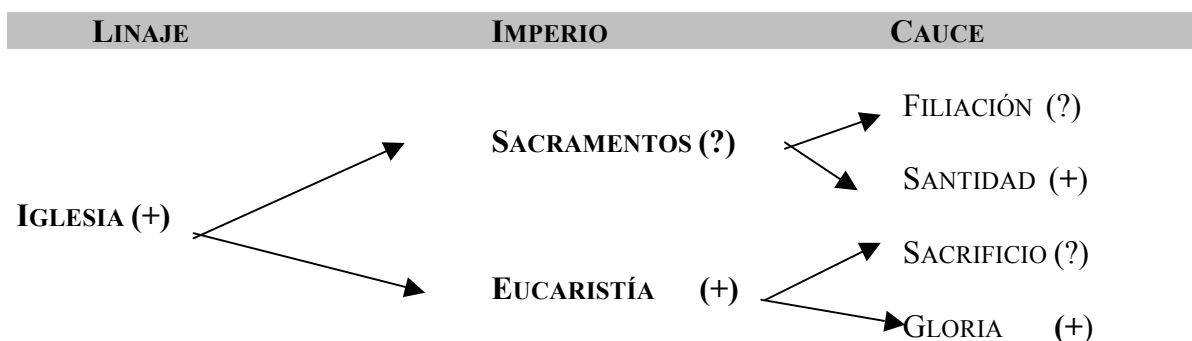 LINAJE IMPERIO CAUCE
FILIACIÓN (?)
SACRAMENTOS (?)
SANTIDAD (+)
IGLESIA (+)
SACRIFICIO (?)
EUCARISTÍA (+)
GLORIA (+)